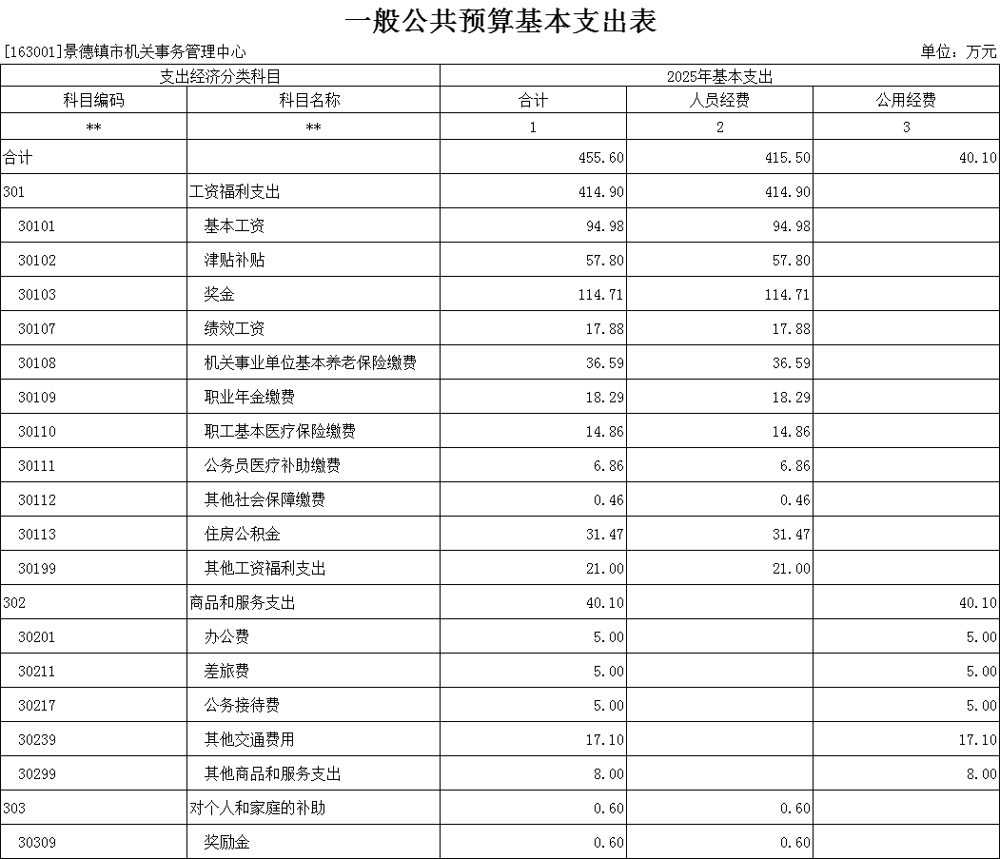 一般公共预算基本支出表
[163001]景德镇市机关事务管理中心 单位：万元
支出经济分类科目 2025年基本支出
科目编码 科目名称 合计 人员经费 公用经费
** ** 1 2 3
合计 455.60 415.50 40.10
301 工资福利支出 414.90 414.90
30101 基本工资 94.98 94.98
30102 津贴补贴 57.80 57.80
30103 奖金 114.71 114.71
30107 绩效工资 17.88 17.88
30108 机关事业单位基本养老保险缴费 36.59 36.59
30109 职业年金缴费 18.29 18.29
30110 职工基本医疗保险缴费 14.86 14.86
30111 公务员医疗补助缴费 6.86 6.86
30112 其他社会保障缴费 0.46 0.46
30113 住房公积金 31.47 31.47
30199 其他工资福利支出 21.00 21.00
302 商品和服务支出 40.10 40.10
30201 办公费 5.00 5.00
30211 差旅费 5.00 5.00
30217 公务接待费 5.00 5.00
30239 其他交通费用 17.10 17.10
30299 其他商品和服务支出 8.00 8.00
303 对个人和家庭的补助 0.60 0.60
30309 奖励金 0.60 0.60